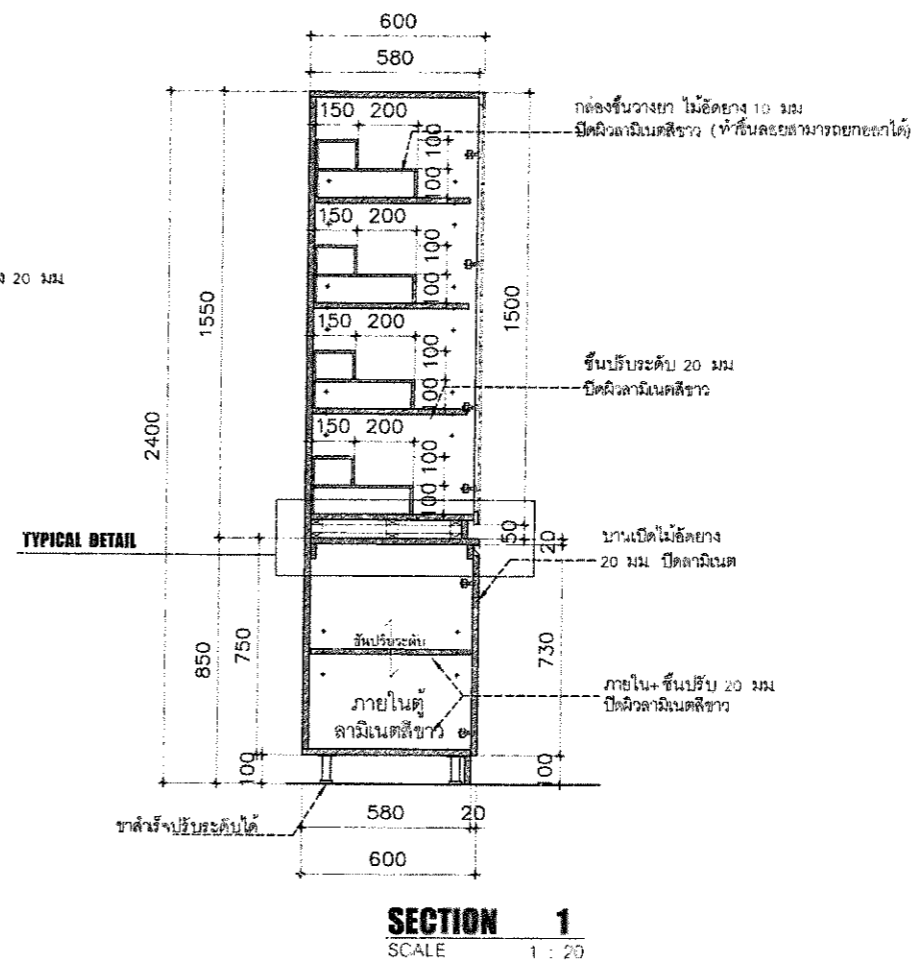 600
580
150 200
กล่องชั้นวางยา ไม้อัดยาง 10 มม
ปิดผิวลามิเนตสีขาว (ทำชิ้นลอยสามารถยกออกได้)
100
100
150 200
100
100
20 มม
1550
1500
150 200
100
100
ชั้นปรับระดับ 20 มม
ปิดผิวลามิเนตสีขาว
2400
150 200
100
100
TYPICAL DETAIL
50
20
บานเปิดไม้อัดยาง
20 มม ปิดลามิเนต
850
750
730
ชั้นปรับระดับ
ภายใน+ชั้นปรับ 20 มม
ปิดผิวลามิเนตสีขาว
ภายในตู้
ลามิเนตสีขาว
100
100
ขาสำเร็จปรับระดับได้
580 20
600
SECTION 1
SCALE 1 : 20